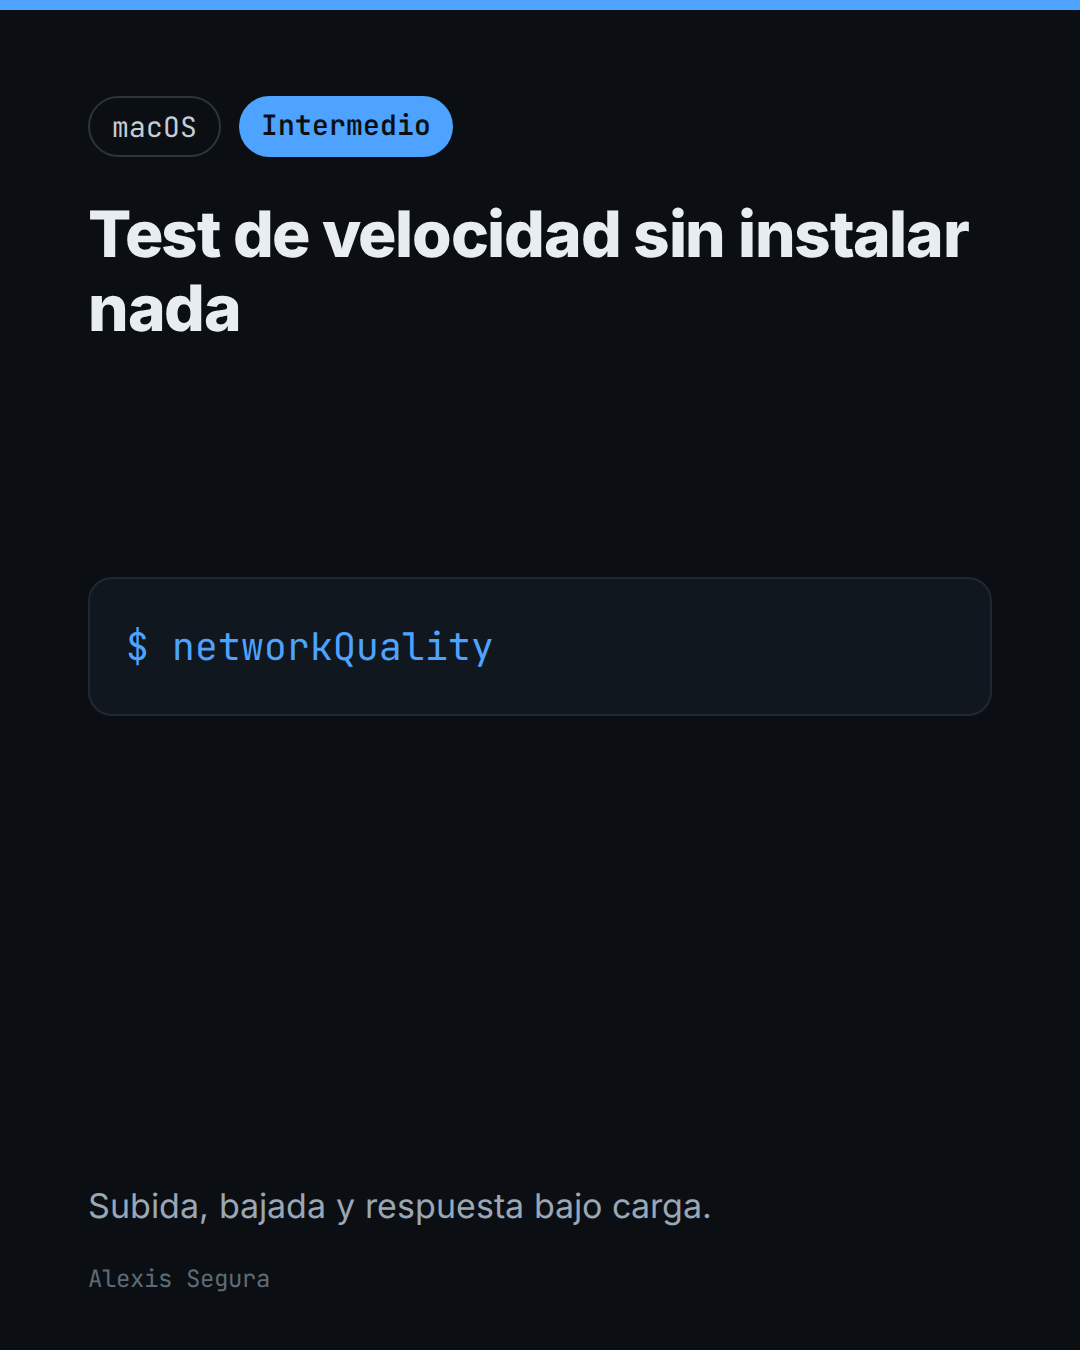 macOS
Intermedio
Test de velocidad sin instalar
nada
$ networkQuality
Subida, bajada y respuesta bajo carga.
Alexis Segura